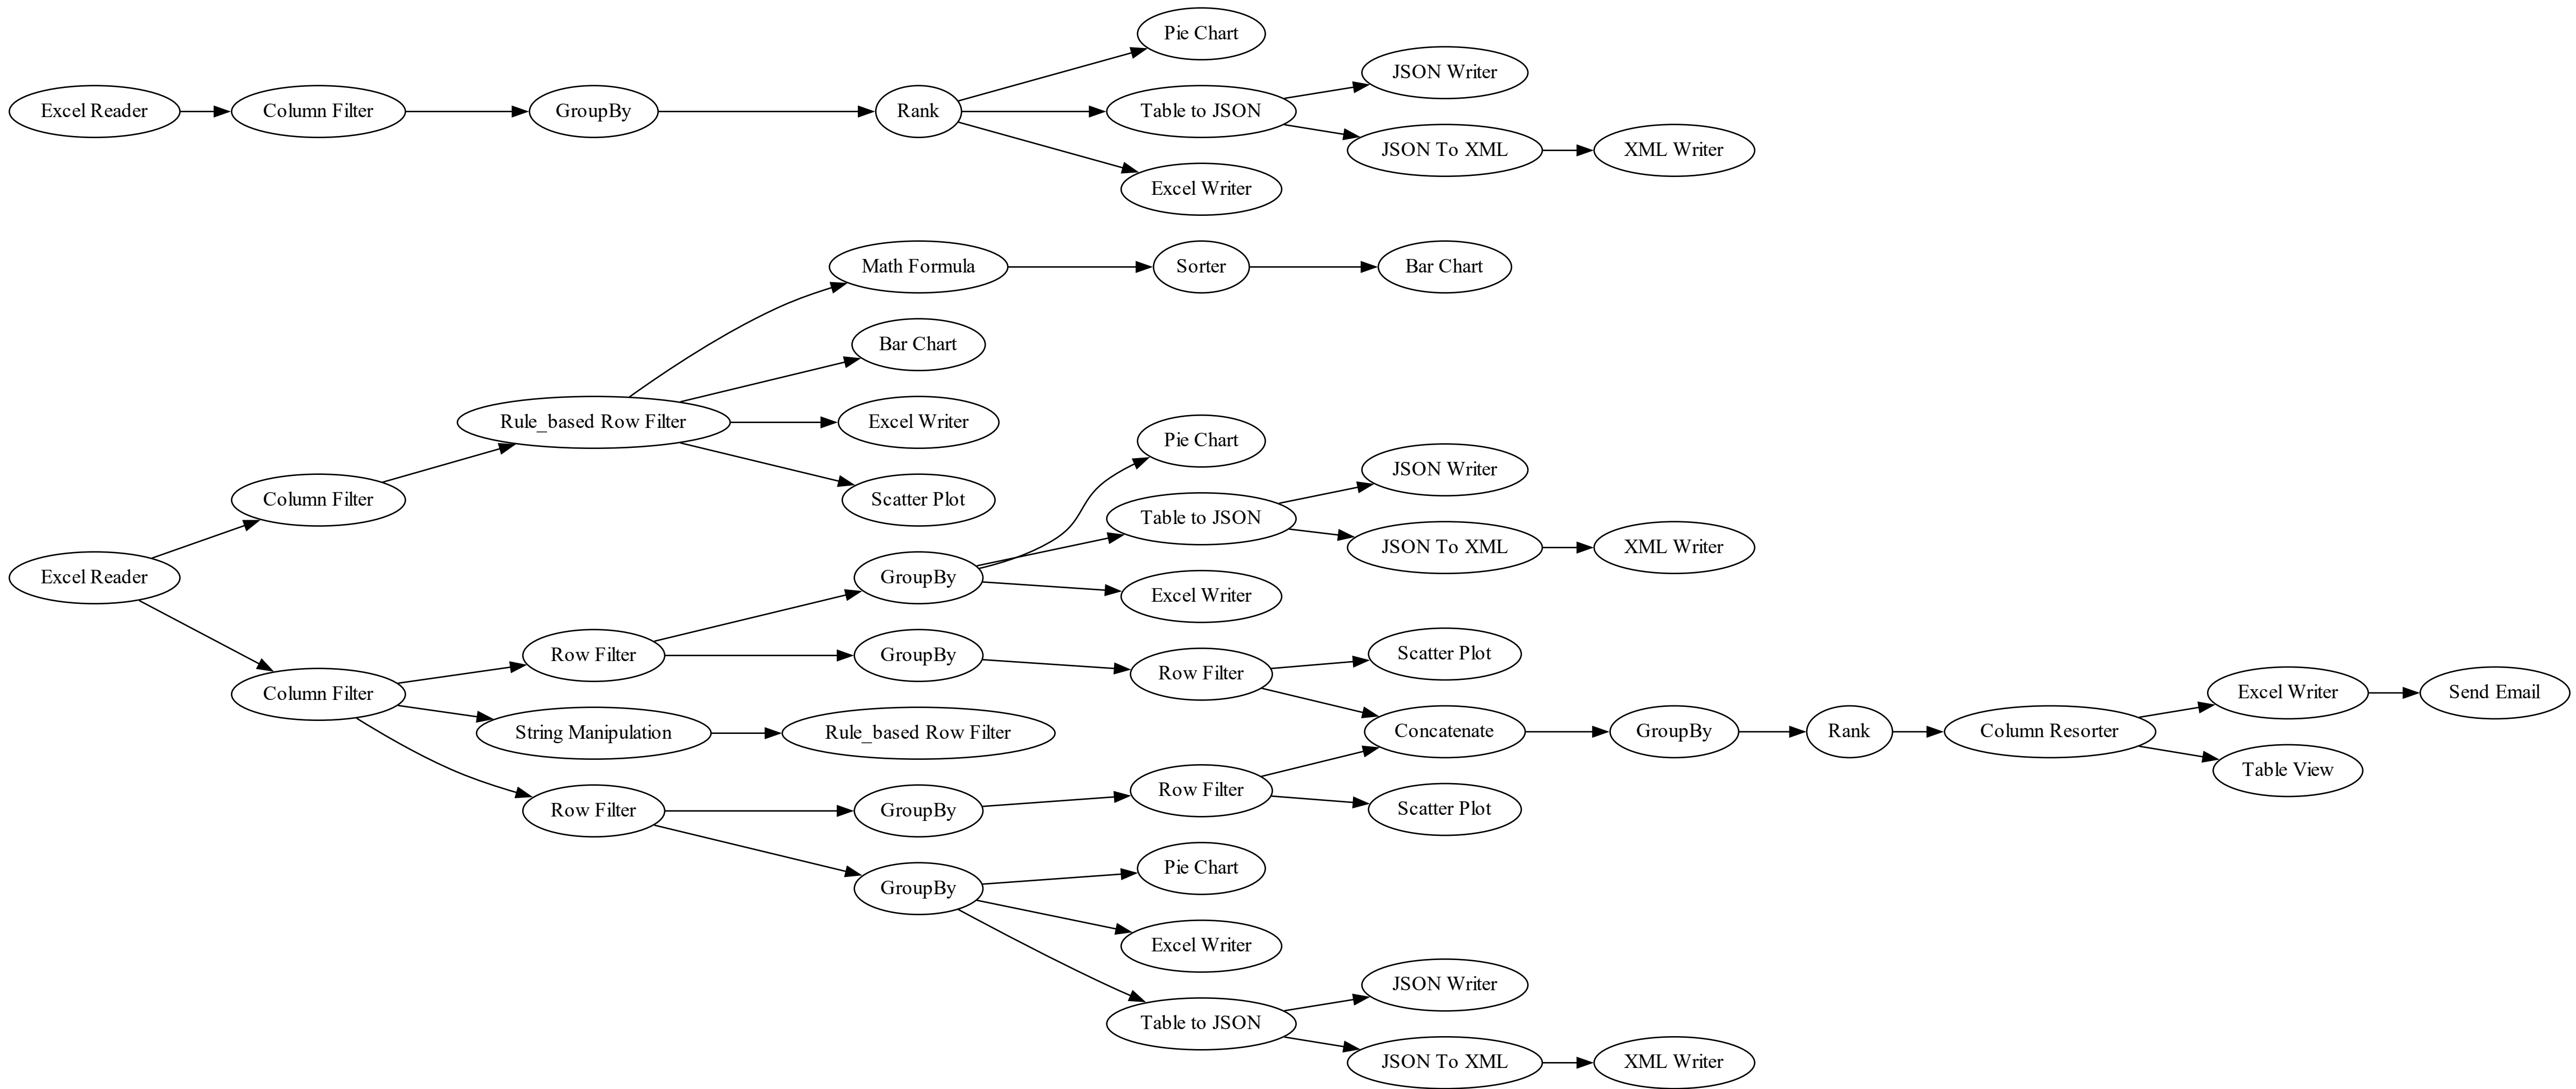 Pie Chart
JSON Writer
Excel Reader
Column Filter
GroupBy
Rank
Table to JSON
JSON To XML
XML Writer
Excel Writer
Math Formula
Sorter
Bar Chart
Bar Chart
Rule_based Row Filter
Excel Writer
Pie Chart
JSON Writer
Column Filter
Scatter Plot
Table to JSON
JSON To XML
XML Writer
Excel Reader
GroupBy
Excel Writer
Row Filter
GroupBy
Row Filter
Scatter Plot
Column Filter
Excel Writer
Send Email
String Manipulation
Rule_based Row Filter
Concatenate
GroupBy
Rank
Column Resorter
Table View
Row Filter
GroupBy
Row Filter
Scatter Plot
GroupBy
Pie Chart
Excel Writer
JSON Writer
Table to JSON
JSON To XML
XML Writer